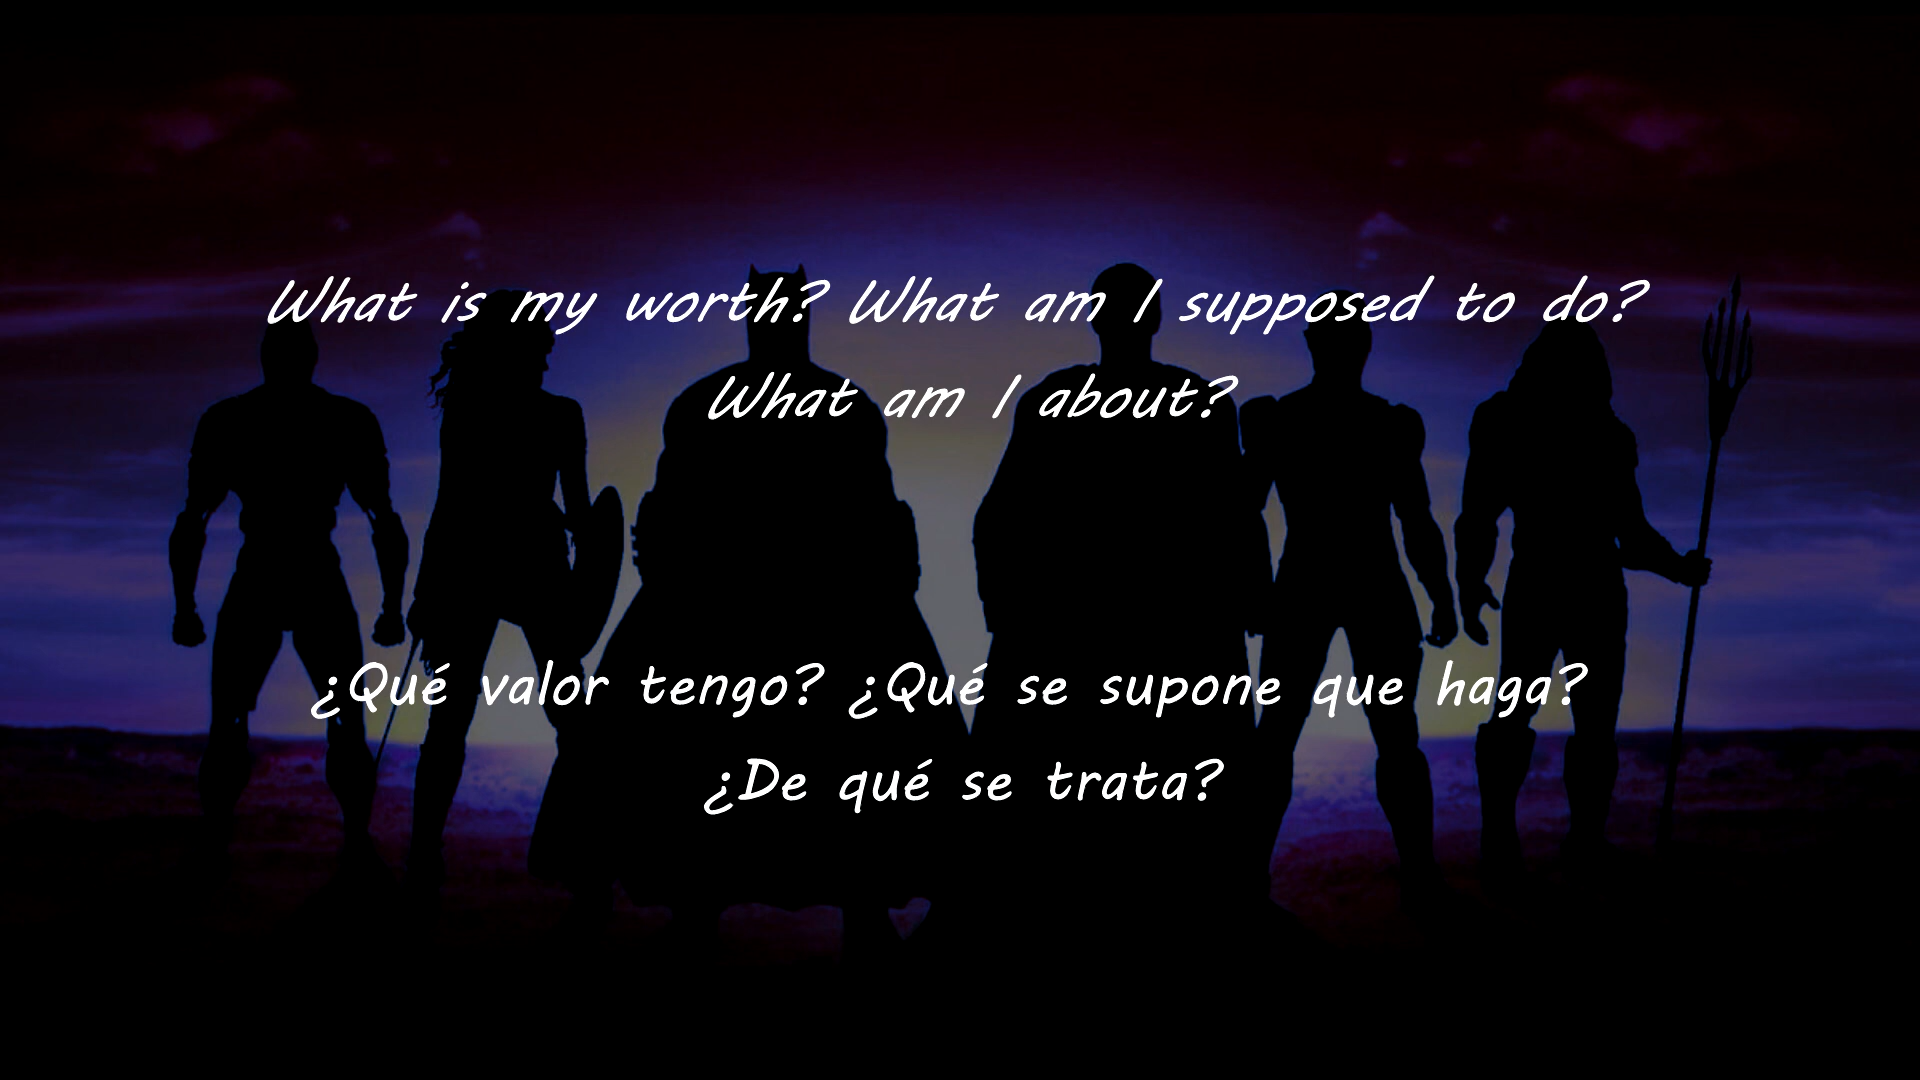 What is my worth? What am I supposed to do?
What am I about?
¿Qué valor tengo? ¿Qué se supone que haga?
¿De qué se trata?